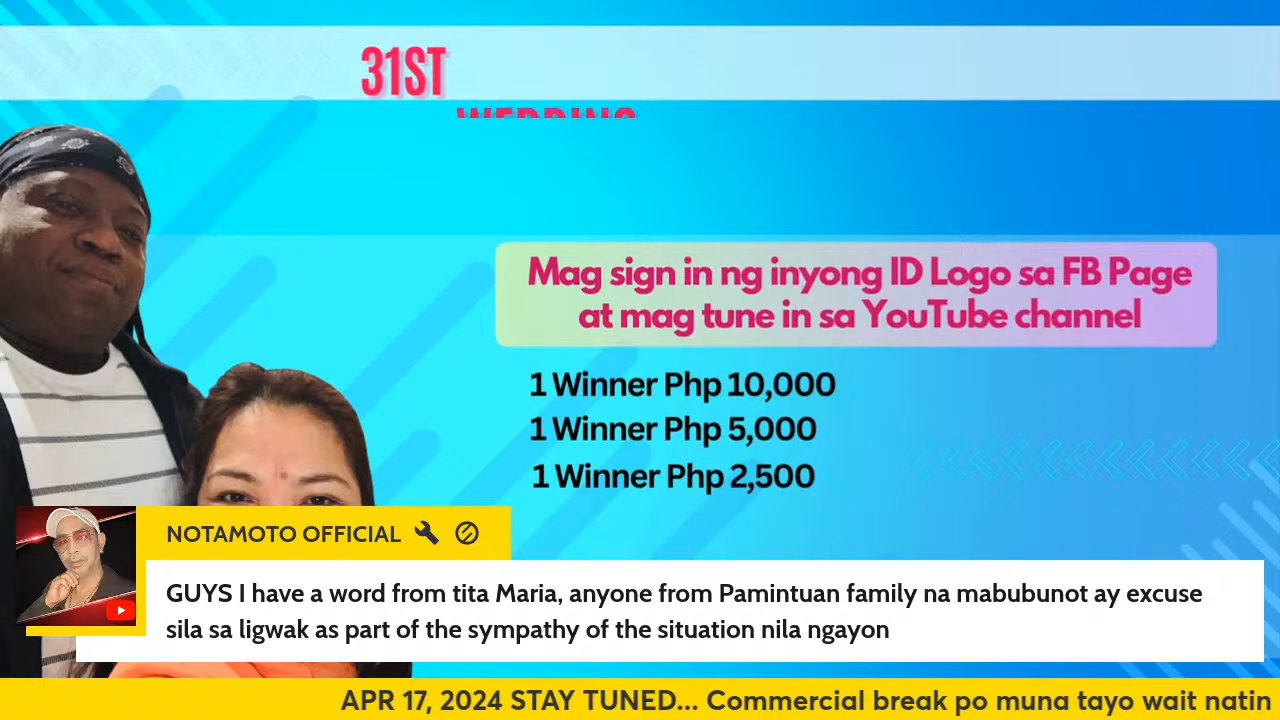 31ST
WEDDING
Mag sign in ng inyong ID Logo sa FB Page
at mag tune in sa YouTube channel
1 Winner Php 10,000
1 Winner Php 5,000
1 Winner Php 2,500
NOTAMOTO OFFICIAL
GUYS I have a word from tita Maria, anyone from Pamintuan family na mabubunot ay excuse
sila sa ligwak as part of the sympathy of the situation nila ngayon
APR 17, 2024 STAY TUNED... Commercial break po muna tayo wait natin